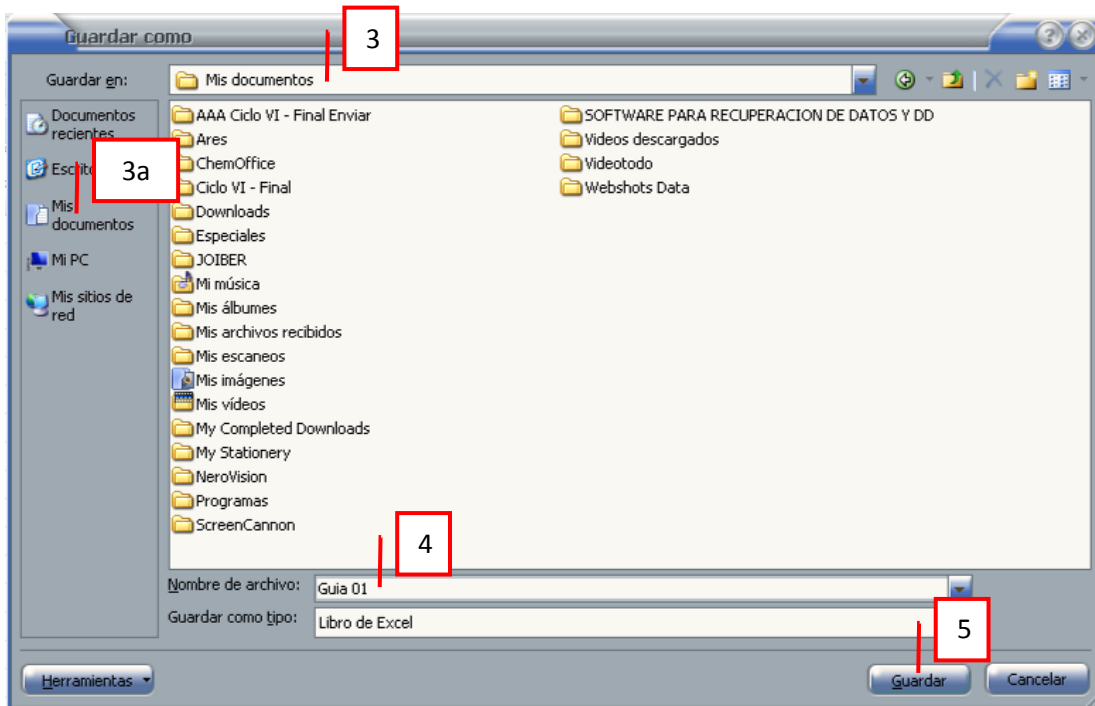 Guardar como
3
Guardar en:
Mis documentos
Documentos
recientes
Escrito
3a
Mis
documentos
Mi PC
Mis sitios de
red
AAA Ciclo VI - Final Enviar
Ares
ChemOffice
Ciclo VI - Final
Downloads
Especiales
JOIBER
Mi música
Mis álbumes
Mis archivos recibidos
Mis escaneos
Mis imágenes
Mis vídeos
My Completed Downloads
My Stationery
NeroVision
Programas
ScreenCannon
SOFTWARE PARA RECUPERACION DE DATOS Y DD
Videos descargados
Videotodo
Webshots Data
4
Nombre de archivo:
Guia 01
Guardar como tipo:
Libro de Excel
5
Herramientas
Guardar
Cancelar